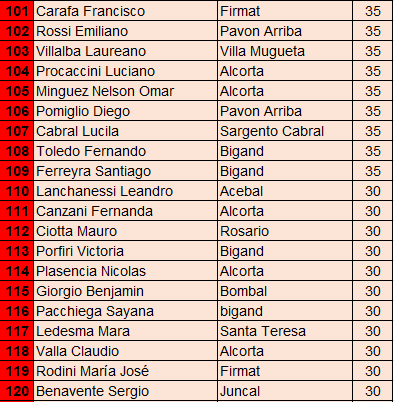 101 Carafa Francisco Firmat 35
102 Rossi Emiliano Pavon Arriba 35
103 Villalba Laureano Villa Mugueta 35
104 Procaccini Luciano Alcorta 35
105 Minguez Nelson Omar Alcorta 35
106 Pomiglio Diego Pavon Arriba 35
107 Cabral Lucila Sargento Cabral 35
108 Toledo Fernando Bigand 35
109 Ferreyra Santiago Bigand 35
110 Lanchanessi Leandro Acebal 30
111 Canzani Fernanda Alcorta 30
112 Ciotta Mauro Rosario 30
113 Porfiri Victoria Bigand 30
114 Plasencia Nicolas Alcorta 30
115 Giorgio Benjamin Bombal 30
116 Pacchiega Sayana bigand 30
117 Ledesma Mara Santa Teresa 30
118 Valla Claudio Alcorta 30
119 Rodini María José Firmat 30
120 Benavente Sergio Juncal 30